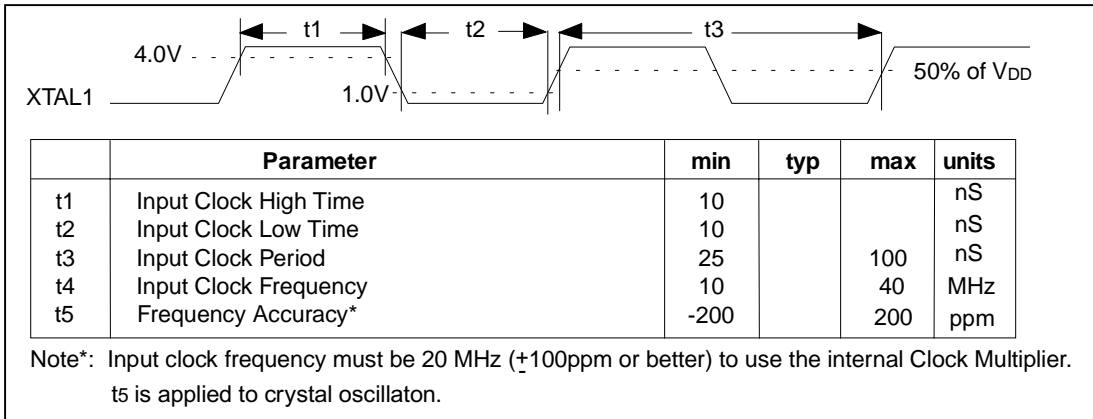 t1 t2 t3
4.0V
50% of VDD
XTAL1
1.0V
Parameter min typ max units
t1 Input Clock High Time 10 nS
t2 Input Clock Low Time 10 nS
t3 Input Clock Period 25 100 nS
t4 Input Clock Frequency 10 40 MHz
t5 Frequency Accuracy* -200 200 ppm
Note*: Input clock frequency must be 20 MHz (±100ppm or better) to use the internal Clock Multiplier.
t5 is applied to crystal oscillaton.